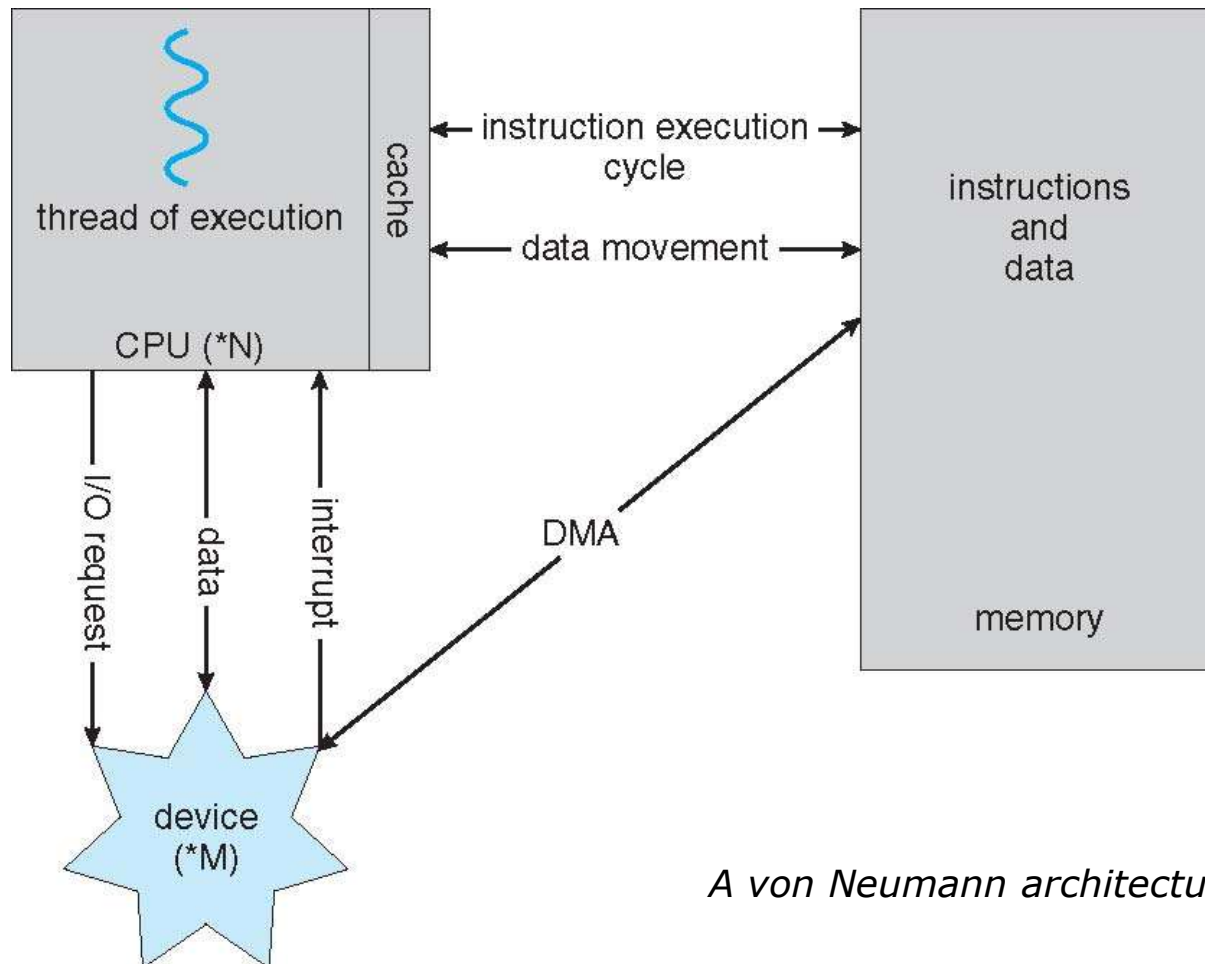 thread of execution
cache
CPU (*N)
instruction execution
cycle
data movement
instructions
and
data
memory
I/O request
data
interrupt
DMA
device
(*M)
A von Neumann architectu